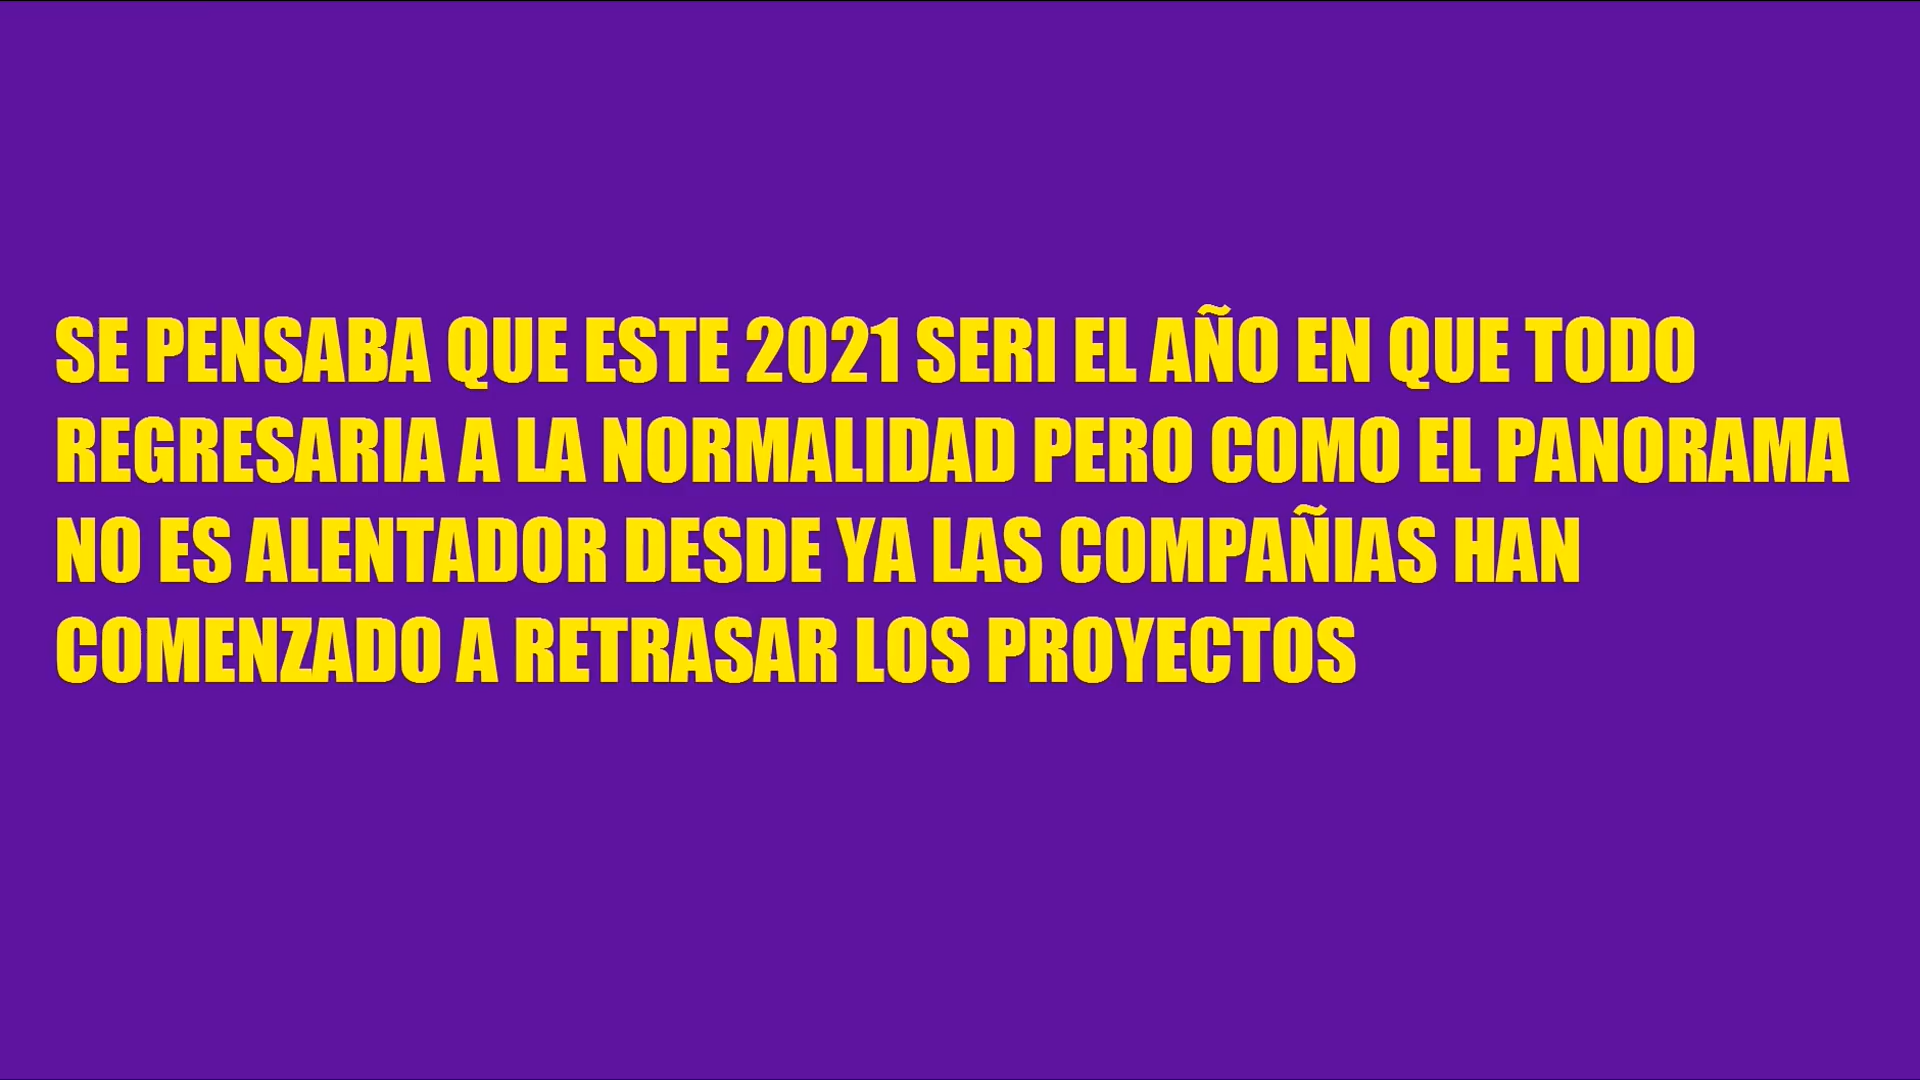 SE PENSABA QUE ESTE 2021 SERI EL AÑO EN QUE TODO
REGRESARIA A LA NORMALIDAD PERO COMO EL PANORAMA
NO ES ALENTADOR DESDE YA LAS COMPAÑIAS HAN
COMENZADO A RETRASAR LOS PROYECTOS